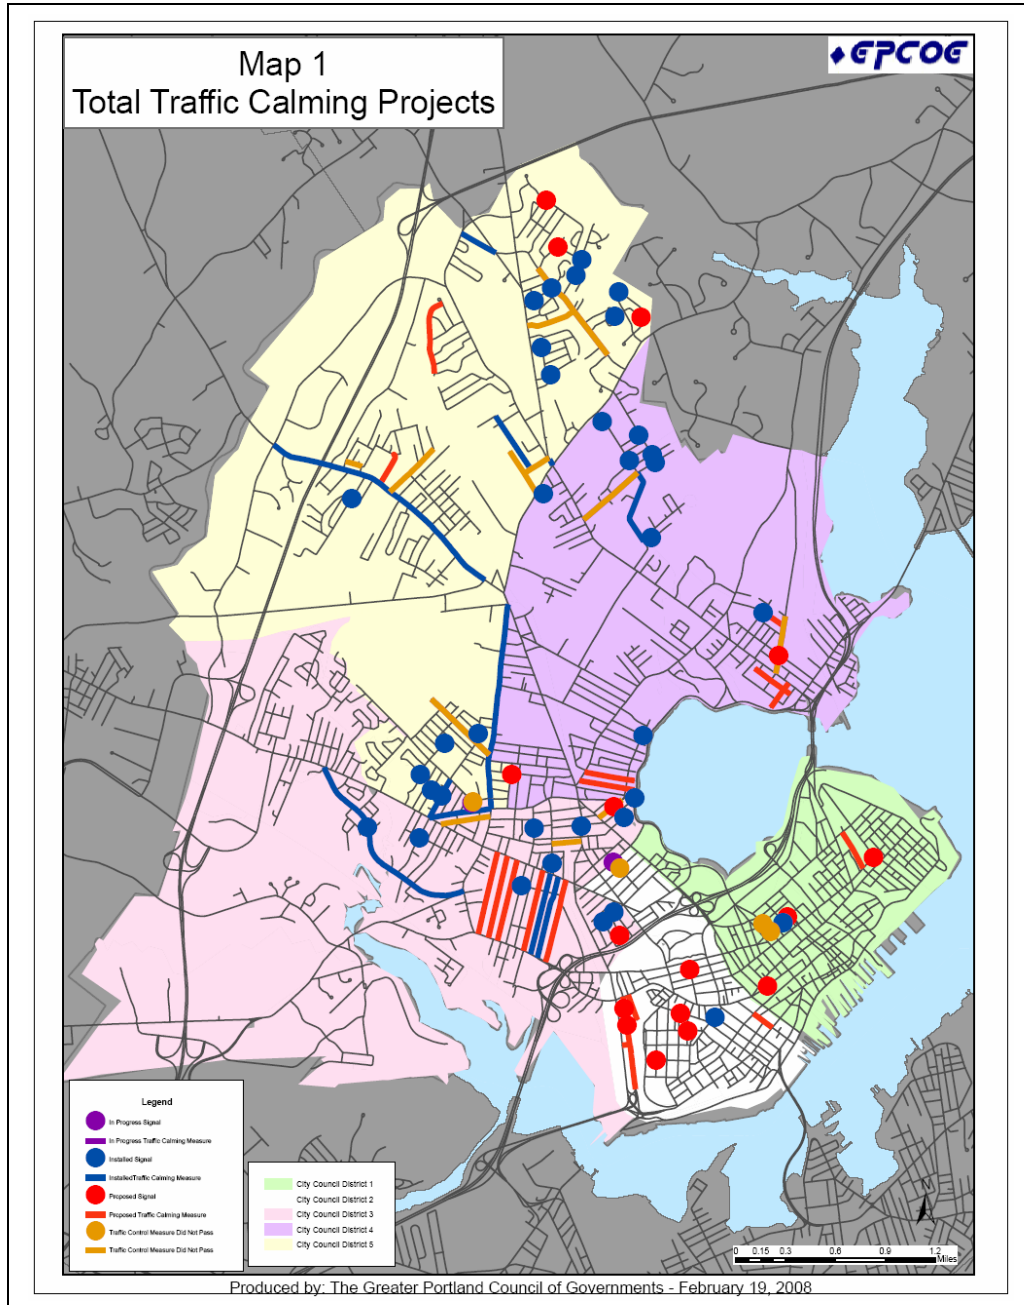 Map 1
Total Traffic Calming Projects
GPCOG
Legend
In Progress Signal
In Progress Traffic Calming Measure
Installed Signal
InstalledTraffic Calming Measure
Proposed Signal
Proposed Traffic Calming Measure
Traffic Control Measure Did Not Pass
Traffic Control Measure Did Not Pass
City Council District 1
City Council District 2
City Council District 3
City Council District 4
City Council District 5
N
0 0.15 0.3 0.6 0.9 1.2
Miles
Produced by: The Greater Portland Council of Governments - February 19, 2008